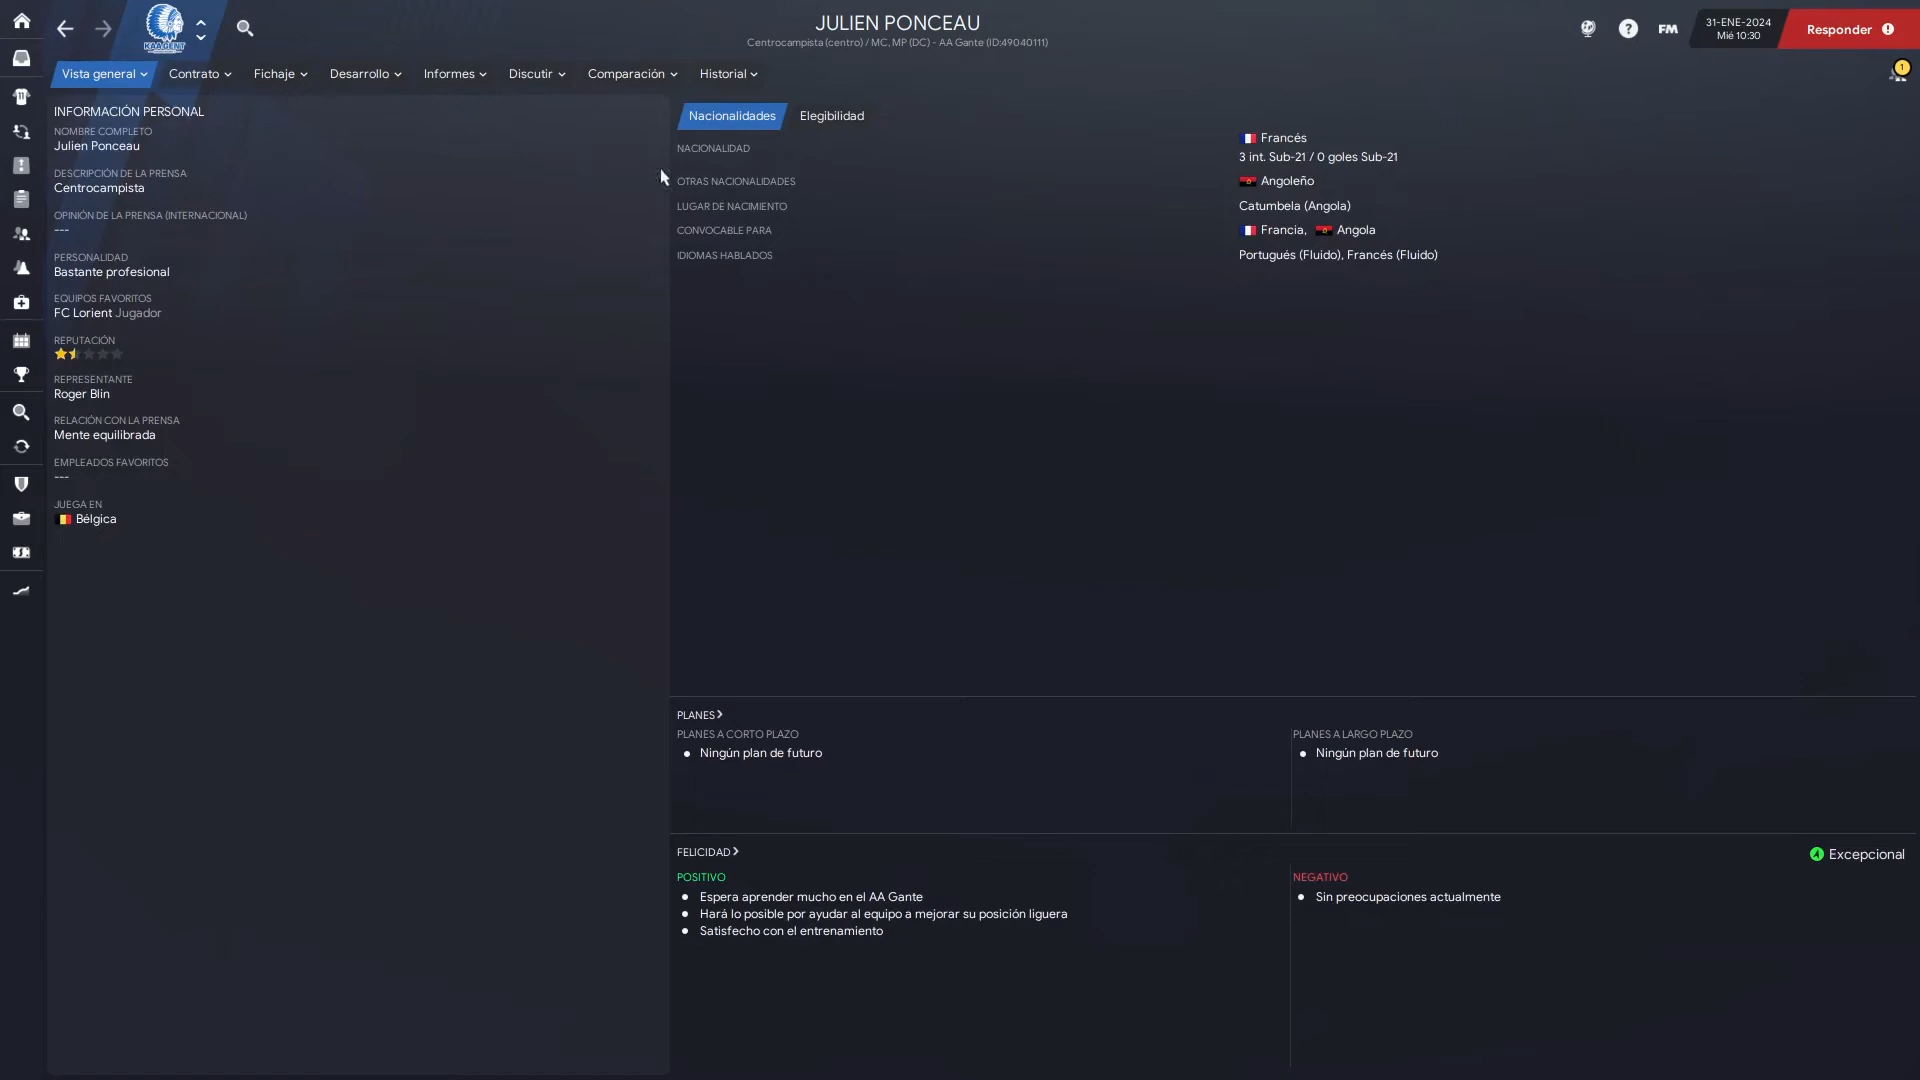 JULIEN PONCEAU
Centrocampista (centro) / MC, MP (DC) - AA Gante (ID:49040111)
KAA GENT
FM
31-ENE-2024
Mié 10:30
Responder
1
11
Vista general
Contrato
Fichaje
Desarrollo
Informes
Discutir
Comparación
Historial
INFORMACIÓN PERSONAL
NOMBRE COMPLETO
Julien Ponceau
DESCRIPCIÓN DE LA PRENSA
Centrocampista
OPINIÓN DE LA PRENSA (INTERNACIONAL)
---
PERSONALIDAD
Bastante profesional
EQUIPOS FAVORITOS
FC Lorient Jugador
REPUTACIÓN
REPRESENTANTE
Roger Blin
RELACIÓN CON LA PRENSA
Mente equilibrada
EMPLEADOS FAVORITOS
---
JUEGA EN
Bélgica
Nacionalidades
Elegibilidad
NACIONALIDAD
Francés
3 int. Sub-21 / 0 goles Sub-21
OTRAS NACIONALIDADES
Angoleño
LUGAR DE NACIMIENTO
Catumbela (Angola)
CONVOCABLE PARA
Francia, Angola
IDIOMAS HABLADOS
Portugués (Fluido), Francés (Fluido)
PLANES
PLANES A CORTO PLAZO
Ningún plan de futuro
PLANES A LARGO PLAZO
Ningún plan de futuro
FELICIDAD
Excepcional
POSITIVO
Espera aprender mucho en el AA Gante
Hará lo posible por ayudar al equipo a mejorar su posición liguera
Satisfecho con el entrenamiento
NEGATIVO
Sin preocupaciones actualmente